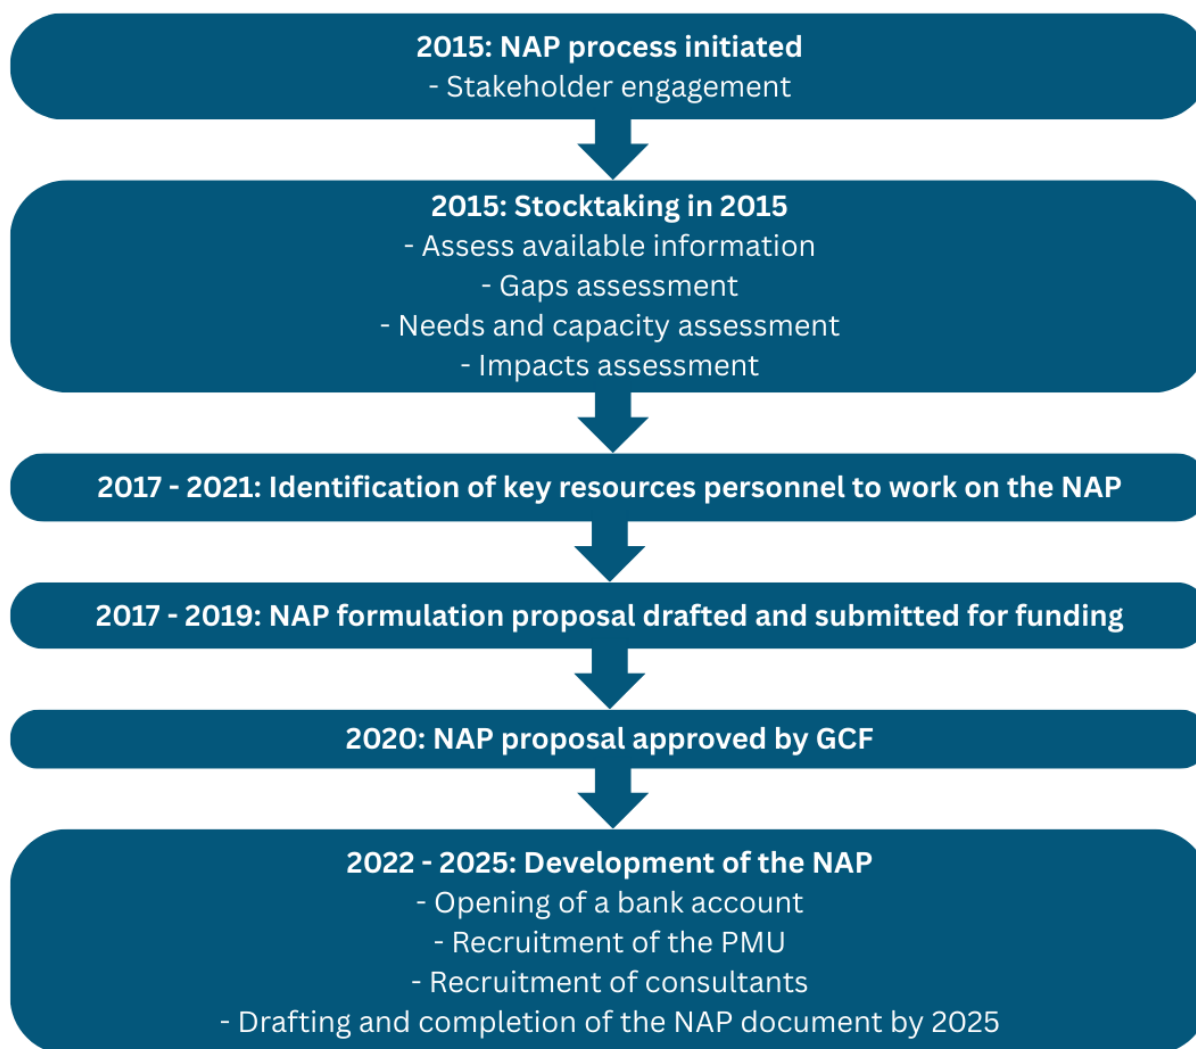 2015: NAP process initiated
- Stakeholder engagement
2015: Stocktaking in 2015
- Assess available information
- Gaps assessment
- Needs and capacity assessment
- Impacts assessment
2017 - 2021: Identification of key resources personnel to work on the NAP
2017 - 2019: NAP formulation proposal drafted and submitted for funding
2020: NAP proposal approved by GCF
2022 - 2025: Development of the NAP
- Opening of a bank account
- Recruitment of the PMU
- Recruitment of consultants
- Drafting and completion of the NAP document by 2025